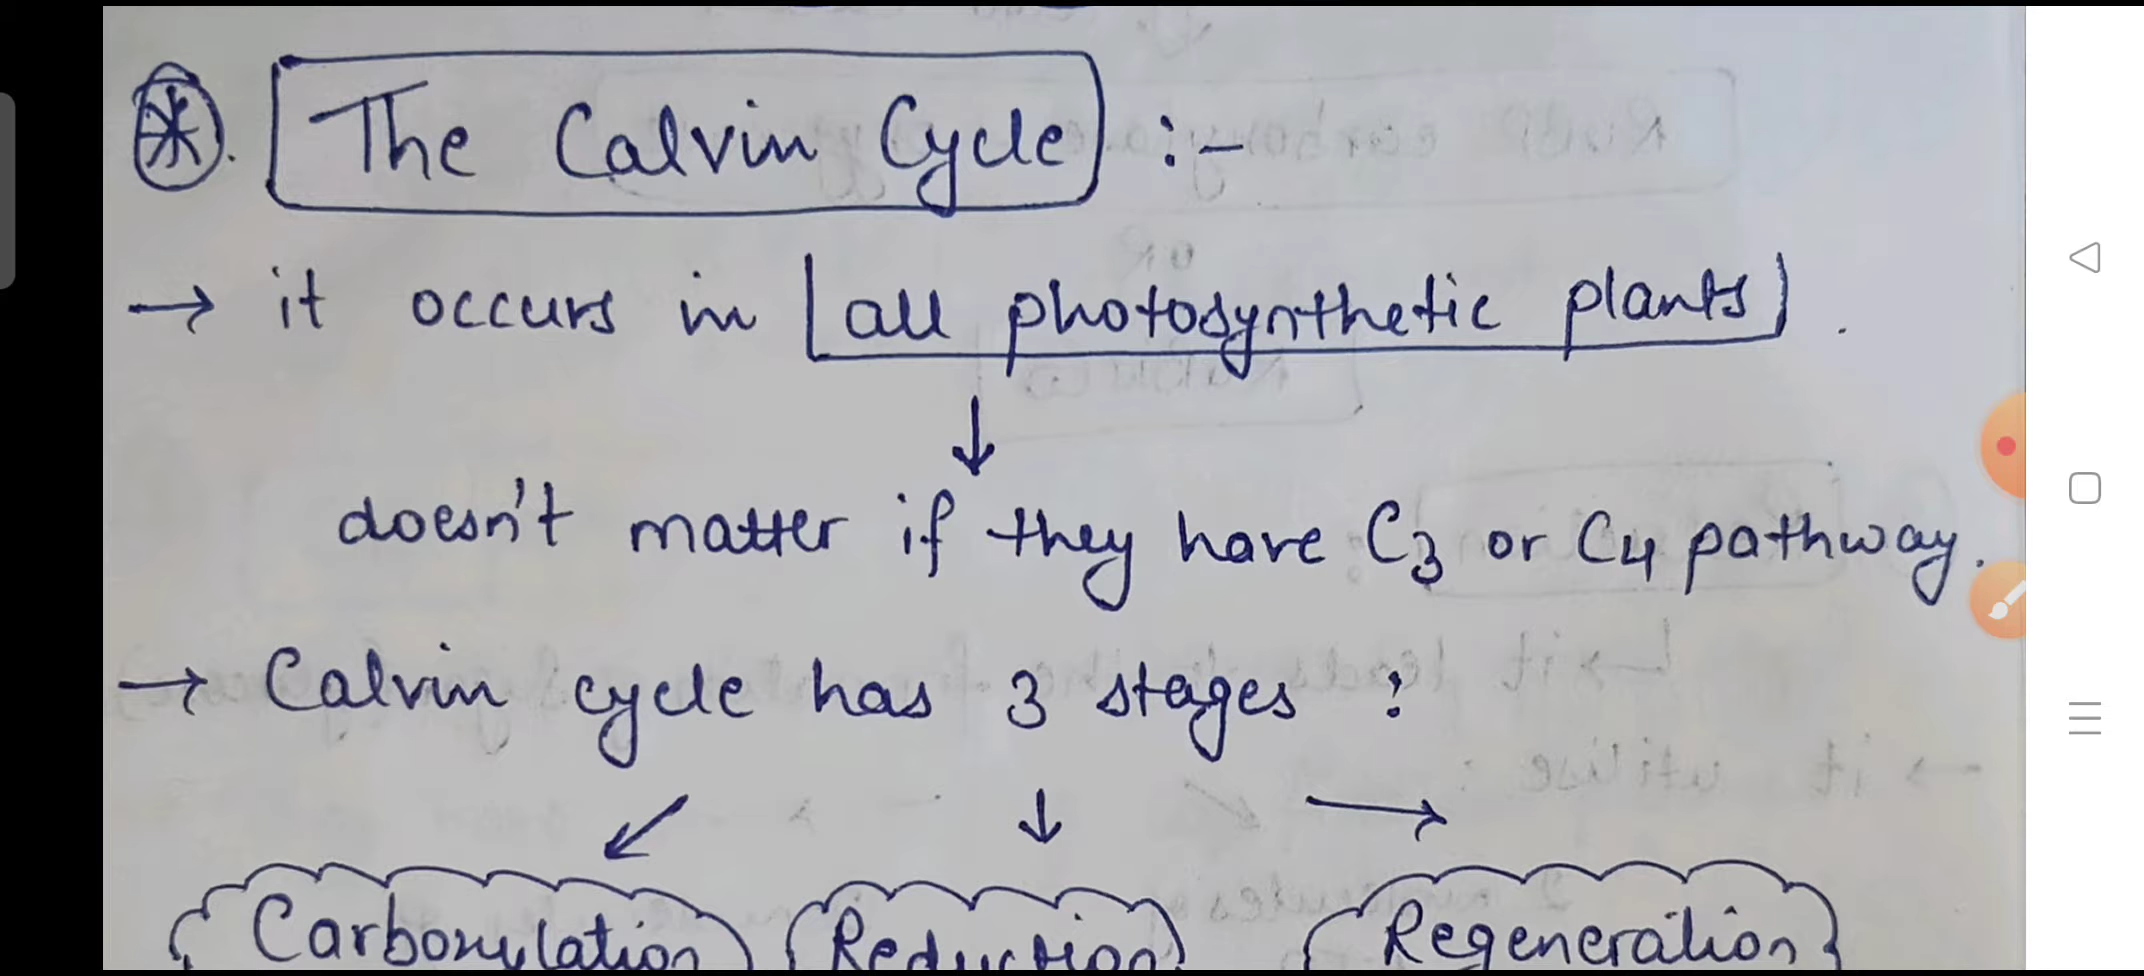 The Calvin Cycle :-
→ it occurs in all photosynthetic plants.
↓
doesn't matter if they have C3 or C4 pathway.
→ Calvin cycle has 3 stages :
↙ ↓ →
Carboxylation Reduction Regeneration